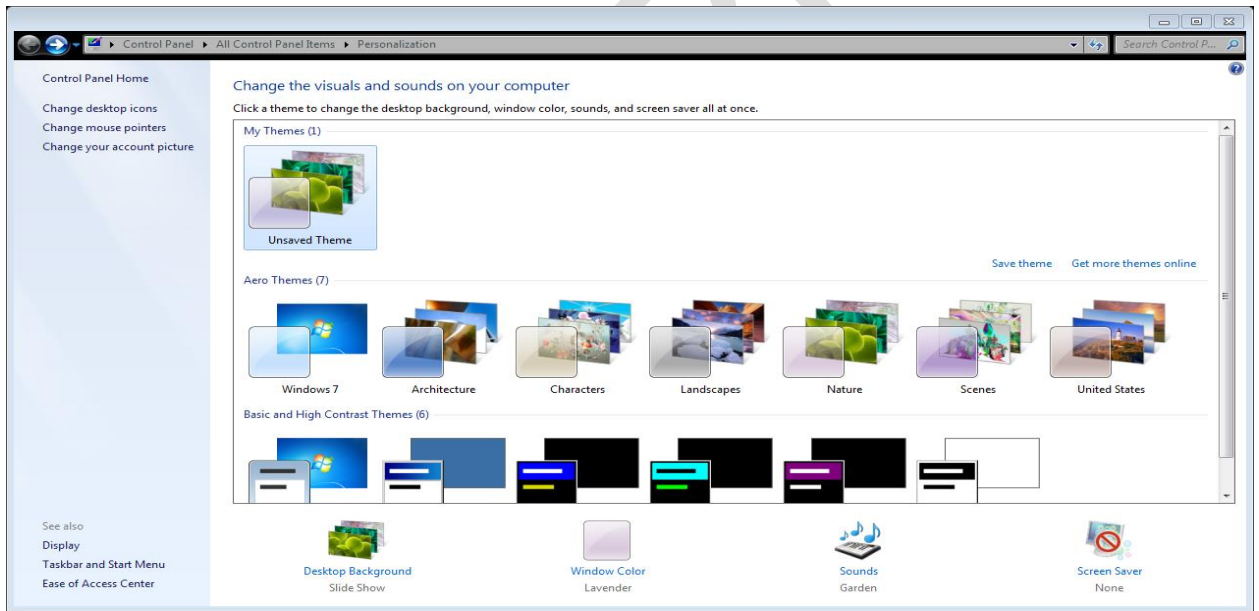 Control Panel ▸ All Control Panel Items ▸ Personalization
Search Control P...
Control Panel Home
Change desktop icons
Change mouse pointers
Change your account picture
Change the visuals and sounds on your computer
Click a theme to change the desktop background, window color, sounds, and screen saver all at once.
My Themes (1)
Unsaved Theme
Save theme Get more themes online
Aero Themes (7)
Windows 7 Architecture Characters Landscapes Nature Scenes United States
Basic and High Contrast Themes (6)
See also
Display
Taskbar and Start Menu
Ease of Access Center
Desktop Background Window Color Sounds Screen Saver
Slide Show Lavender Garden None